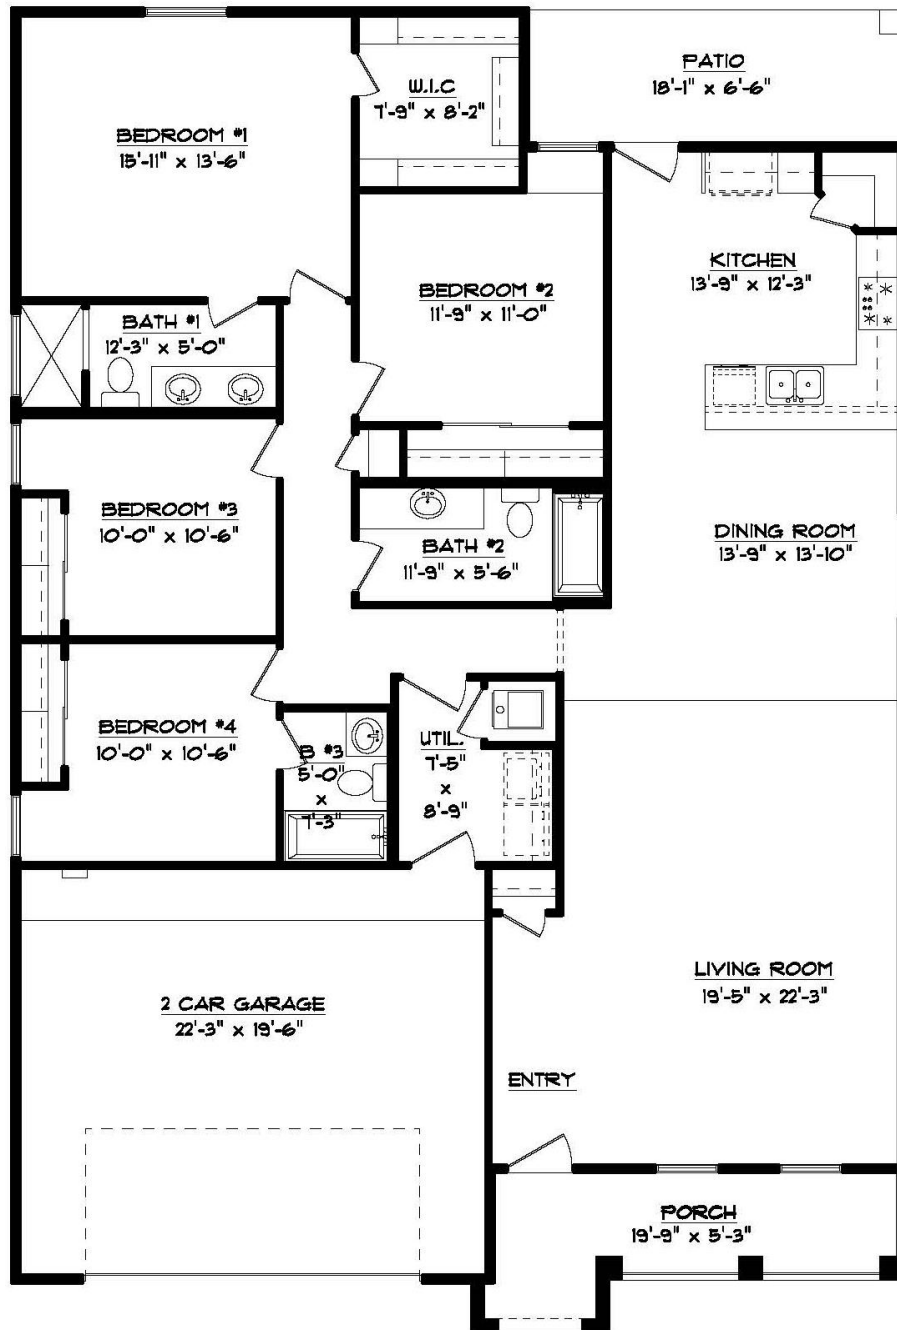 PATIO
18'-1" x 6'-6"
W.I.C
7'-9" x 8'-2"
BEDROOM #1
15'-11" x 13'-6"
KITCHEN
13'-9" x 12'-3"
BEDROOM #2
11'-9" x 11'-0"
BATH #1
12'-3" x 5'-0"
BEDROOM #3
10'-0" x 10'-6"
BATH #2
11'-9" x 5'-6"
DINING ROOM
13'-9" x 13'-10"
BEDROOM #4
10'-0" x 10'-6"
B #3
5'-0"
x
7'-3"
UTIL.
7'-5"
x
8'-9"
LIVING ROOM
19'-5" x 22'-3"
2 CAR GARAGE
22'-3" x 19'-6"
ENTRY
PORCH
19'-9" x 5'-3"